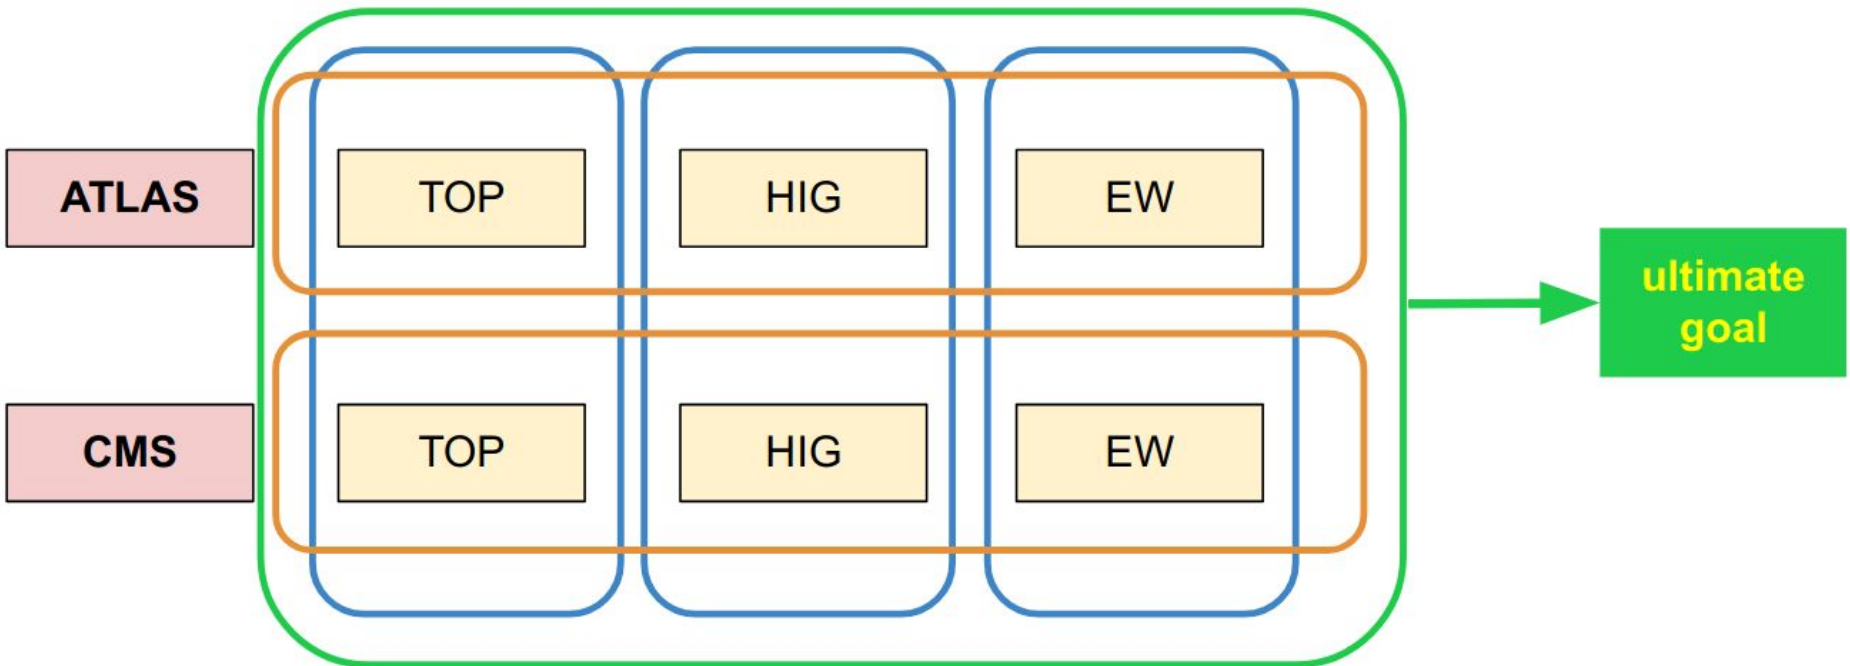 ATLAS
TOP
HIG
EW
ultimate
goal
CMS
TOP
HIG
EW